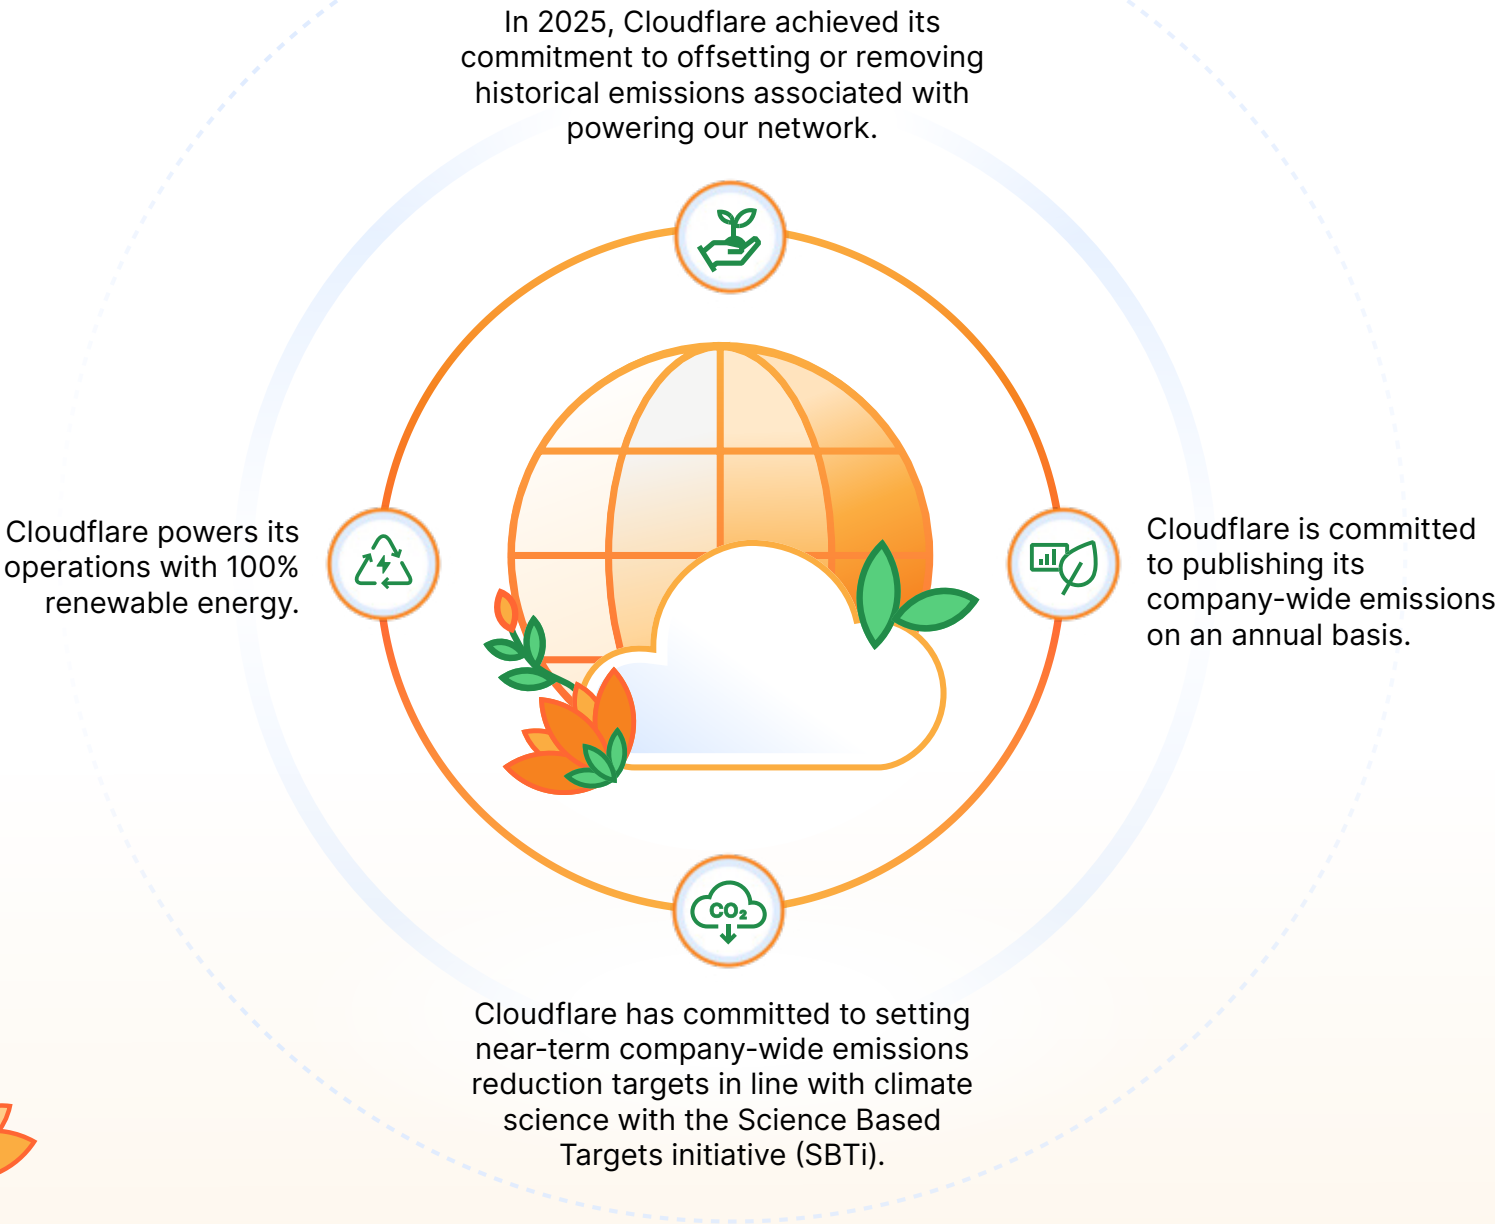 In 2025, Cloudflare achieved its
commitment to offsetting or removing
historical emissions associated with
powering our network.
Cloudflare powers its
operations with 100%
renewable energy.
Cloudflare is committed
to publishing its
company-wide emissions
on an annual basis.
CO₂
Cloudflare has committed to setting
near-term company-wide emissions
reduction targets in line with climate
science with the Science Based
Targets initiative (SBTi).